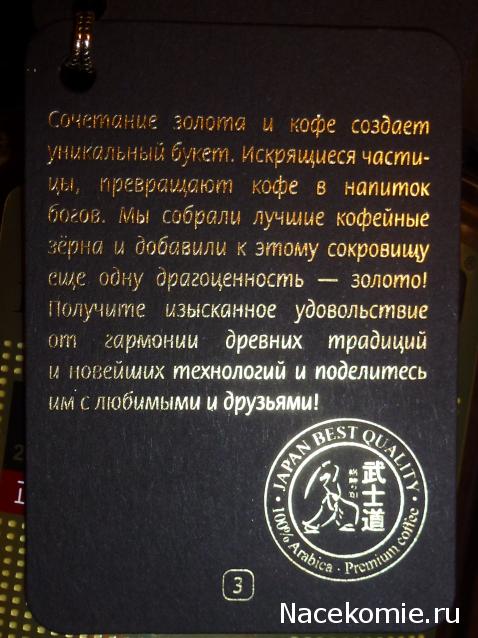 Сочетание золота и кофе создает
уникальный букет. Искрящиеся части-
цы, превращают кофе в напиток
богов. Мы собрали лучшие кофейные
зёрна и добавили к этому сокровищу
еще одну драгоценность — золото!
Получите изысканное удовольствие
от гармонии древних традиций
и новейших технологий и поделитесь
им с любимыми и друзьями!
· JAPAN BEST QUALITY ·
武士道
100% Arabica · Premium coffee
3
Nacekomie.ru